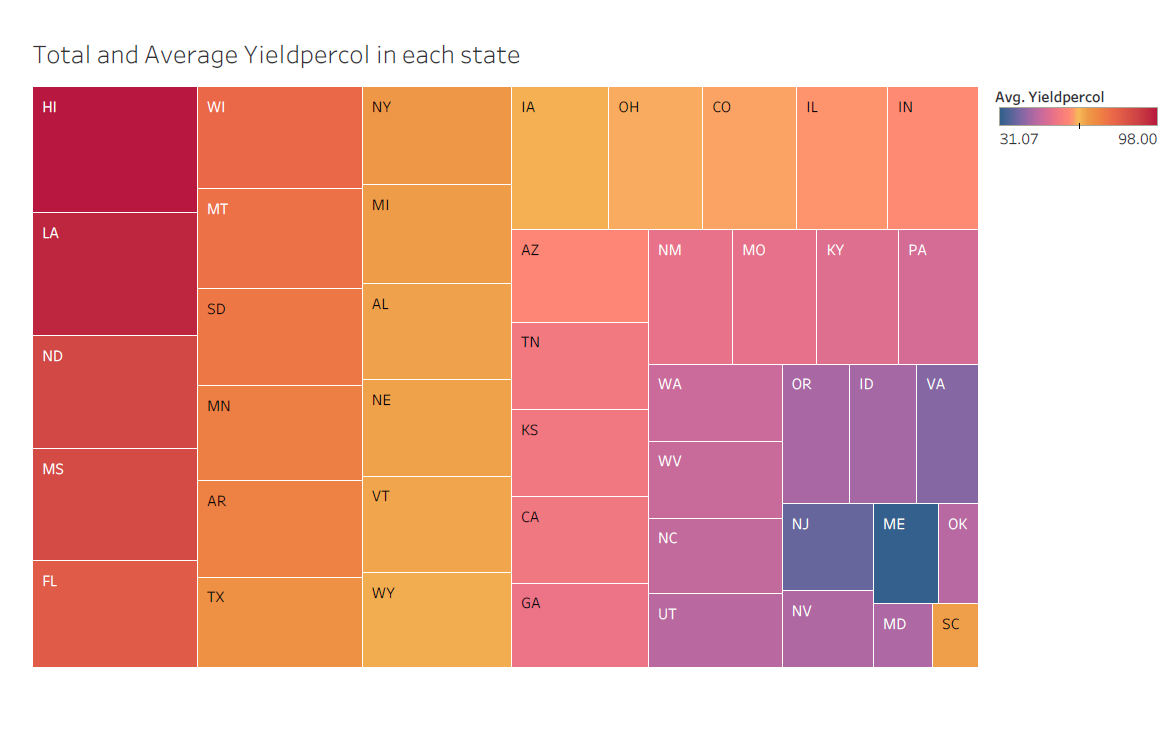 Total and Average Yieldpercol in each state
HI
WI
NY
IA
OH
CO
IL
IN
Avg. Yieldpercol
31.07
98.00
MT
MI
LA
AZ
NM
MO
KY
PA
SD
AL
TN
ND
WA
OR
ID
VA
MN
NE
KS
WV
MS
AR
VT
CA
NJ
ME
OK
NC
FL
TX
WY
GA
UT
NV
MD
SC